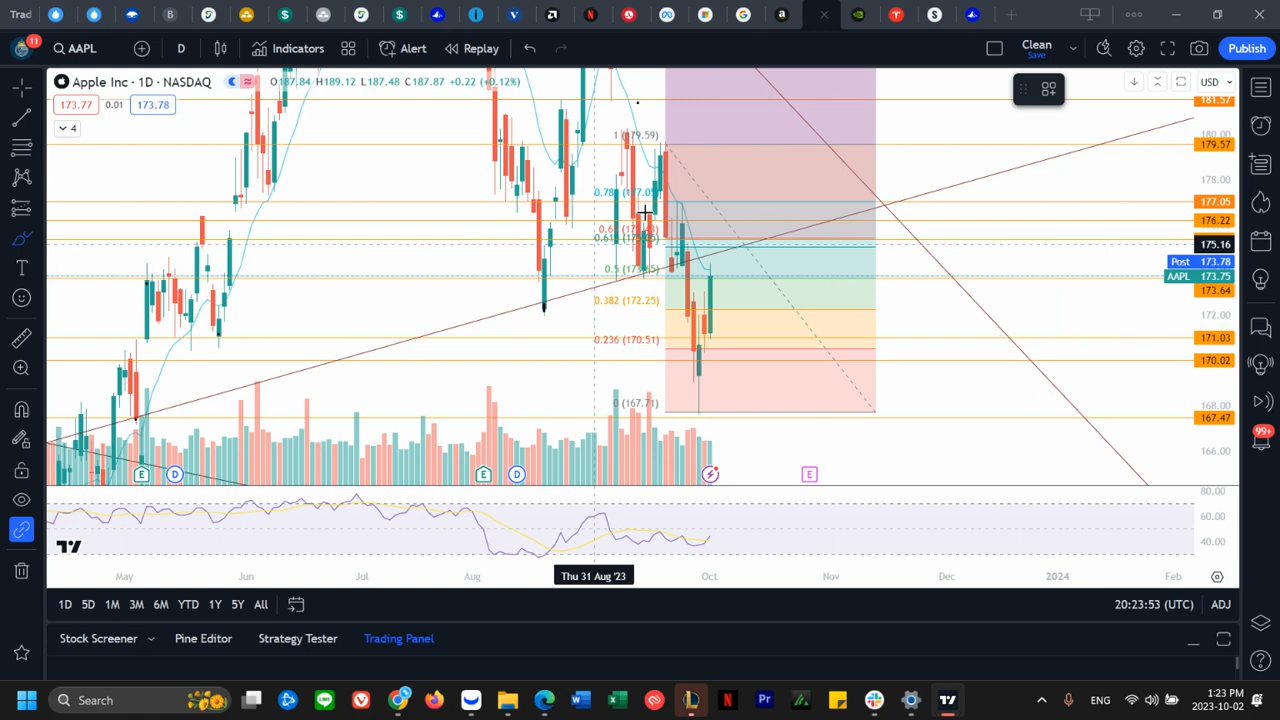 Trad
11
AAPL
D
Indicators
Alert
Replay
Clean
Save
Publish
Apple Inc · 1D · NASDAQ
O187.84 H189.12 L187.48 C187.87 +0.22 (+0.12%)
USD
173.77
0.01
173.78
4
181.57
180.00
1 (179.59)
179.57
178.00
177.05
176.22
175.16
Post 173.78
AAPL 173.75
0.5 (173.65)
173.64
0.382 (172.25)
172.00
0.236 (170.51)
171.03
170.02
0 (167.71)
168.00
167.47
166.00
E
D
E
D
E
99+
80.00
60.00
40.00
May
Jun
Jul
Aug
Thu 31 Aug '23
Oct
Nov
Dec
2024
Feb
1D
5D
1M
3M
6M
YTD
1Y
5Y
All
20:23:53 (UTC)
ADJ
Stock Screener
Pine Editor
Strategy Tester
Trading Panel
Search
ENG
1:23 PM
2023-10-02